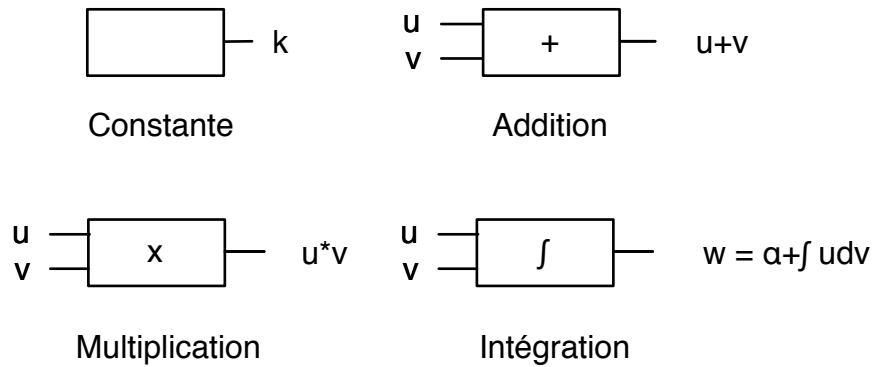 k
Constante
u
v
+
u+v
Addition
u
v
x
u*v
Multiplication
u
v
∫
w = α+∫ udv
Intégration